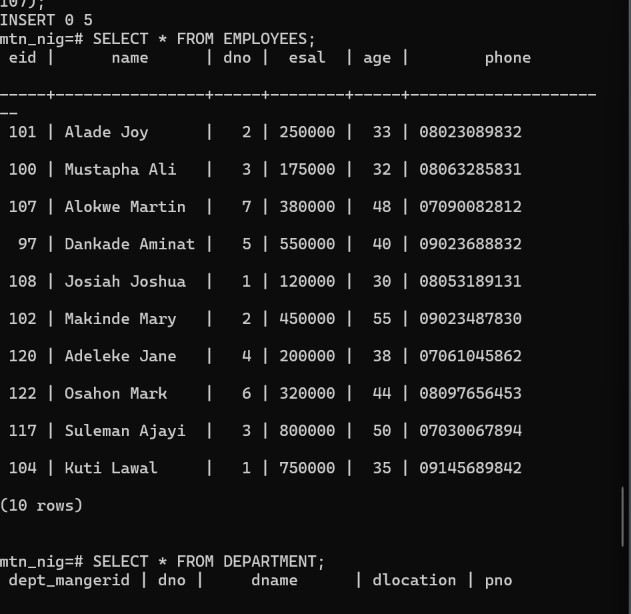 107);
INSERT 0 5
mtn_nig=# SELECT * FROM EMPLOYEES;
 eid |      name       | dno |  esal  | age |        phone
-----+-----------------+-----+--------+-----+--------------------
--
 101 | Alade Joy       |   2 | 250000 |  33 | 08023089832
 100 | Mustapha Ali    |   3 | 175000 |  32 | 08063285831
 107 | Alokwe Martin   |   7 | 380000 |  48 | 07090082812
  97 | Dankade Aminat  |   5 | 550000 |  40 | 09023688832
 108 | Josiah Joshua   |   1 | 120000 |  30 | 08053189131
 102 | Makinde Mary    |   2 | 450000 |  55 | 09023487830
 120 | Adeleke Jane    |   4 | 200000 |  38 | 07061045862
 122 | Osahon Mark     |   6 | 320000 |  44 | 08097656453
 117 | Suleman Ajayi   |   3 | 800000 |  50 | 07030067894
 104 | Kuti Lawal      |   1 | 750000 |  35 | 09145689842
(10 rows)
mtn_nig=# SELECT * FROM DEPARTMENT;
 dept_mangerid | dno |     dname      | dlocation | pno